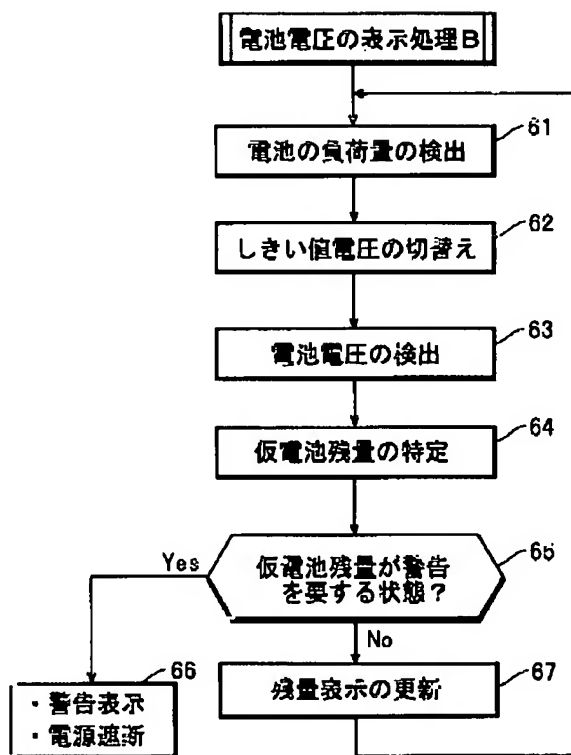 電池電圧の表示処理B
61
電池の負荷量の検出
62
しきい値電圧の切替え
63
電池電圧の検出
64
仮電池残量の特定
65
Yes
仮電池残量が警告
を要する状態？
No
66
・警告表示
・電源遮断
67
残量表示の更新